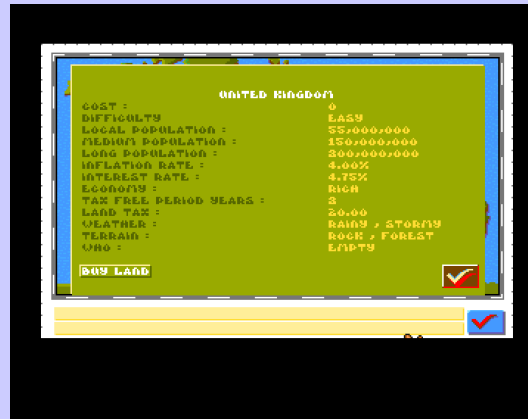 UNITED KINGDOM
COST : 0
DIFFICULTY EASY
LOCAL POPULATION : 55,000,000
MEDIUM POPULATION : 150,000,000
LONG POPULATION : 200,000,000
INFLATION RATE : 4.00%
INTEREST RATE : 4.75%
ECONOMY : RICH
TAX FREE PERIOD YEARS : 3
LAND TAX : 20.00
WEATHER : RAINY , STORMY
TERRAIN : ROCK , FOREST
WHO : EMPTY
BUY LAND